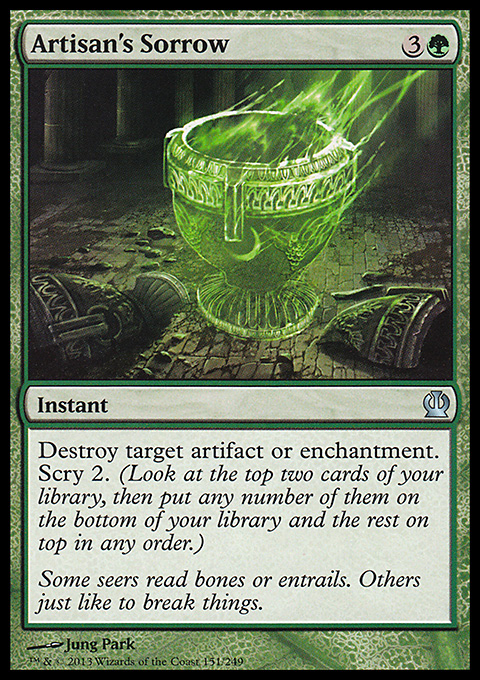 Artisan's Sorrow 3
Instant
Destroy target artifact or enchantment.
Scry 2. (Look at the top two cards of your
library, then put any number of them on
the bottom of your library and the rest on
top in any order.)
Some seers read bones or entrails. Others
just like to break things.
Jung Park
™ & © 2013 Wizards of the Coast 151/249